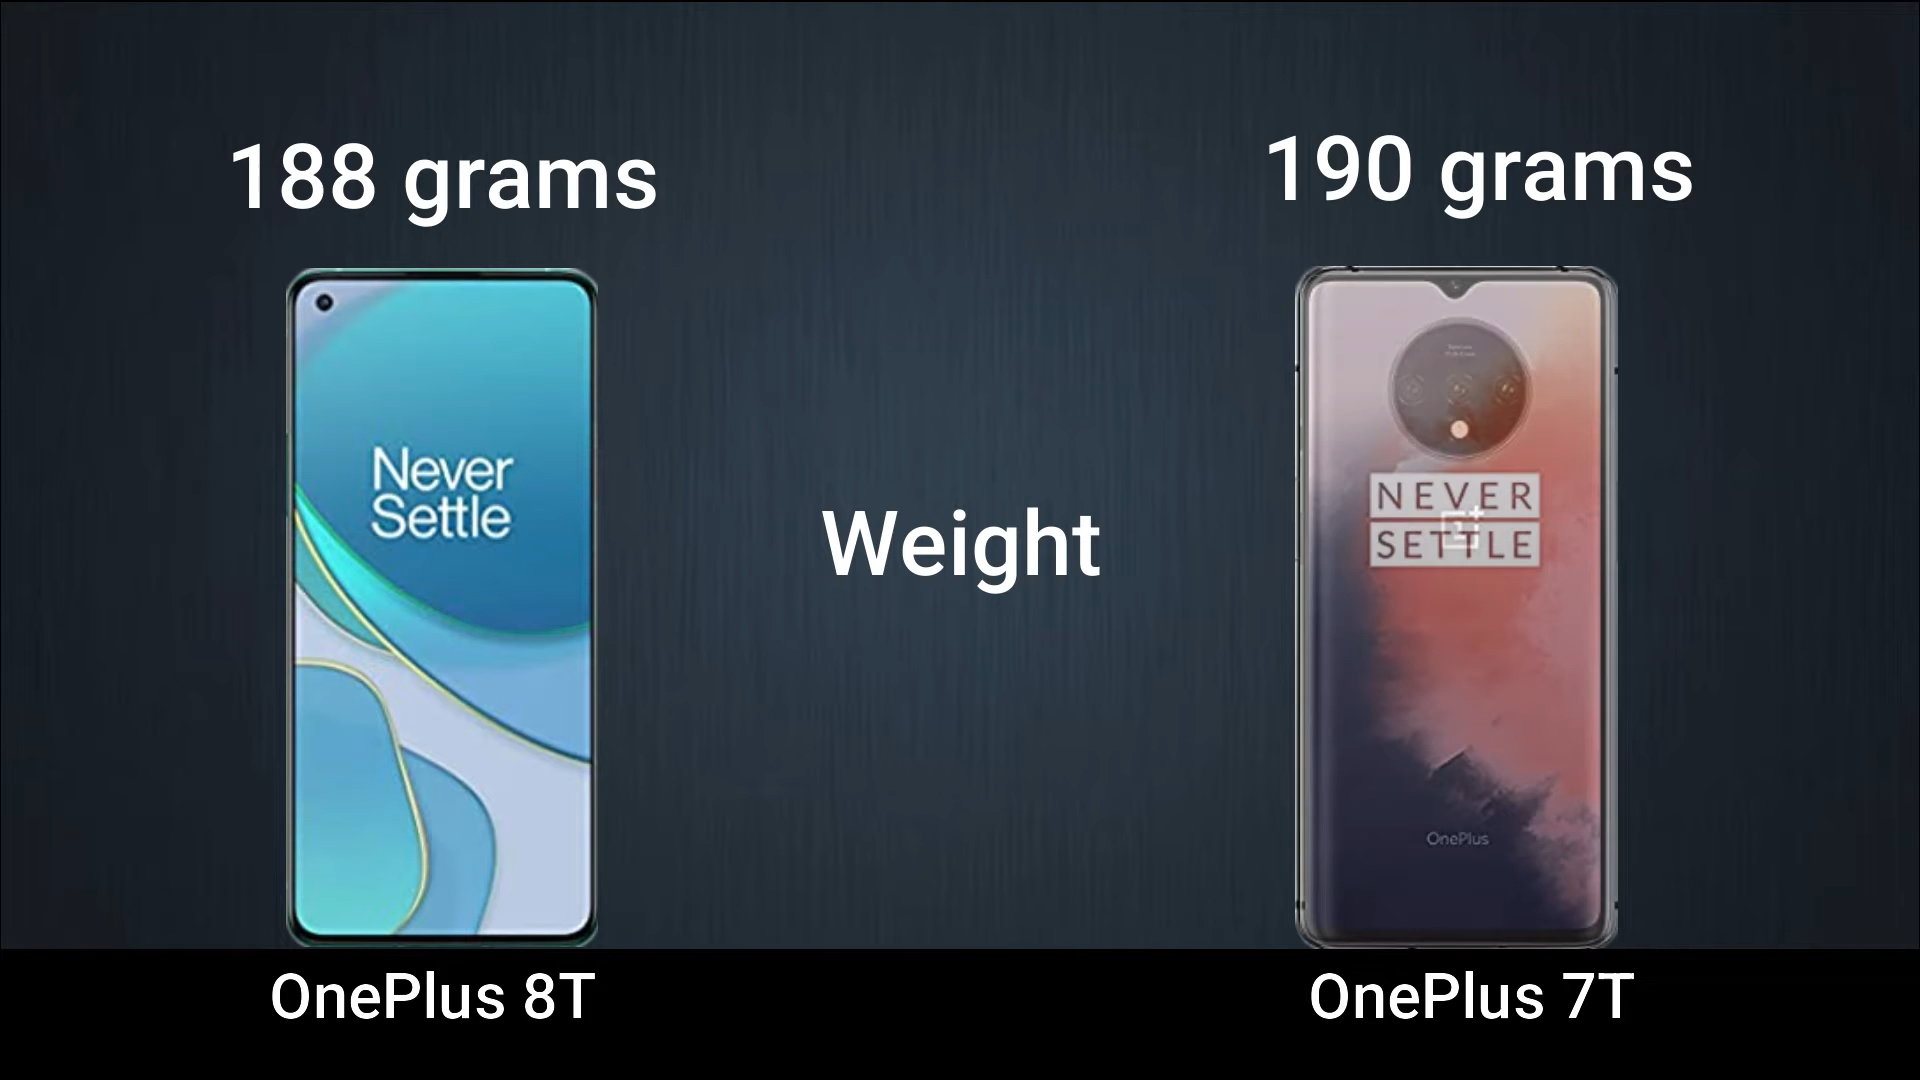 188 grams
190 grams
Never
Settle
NEVER
SETTLE
Weight
OnePlus
OnePlus 8T
OnePlus 7T